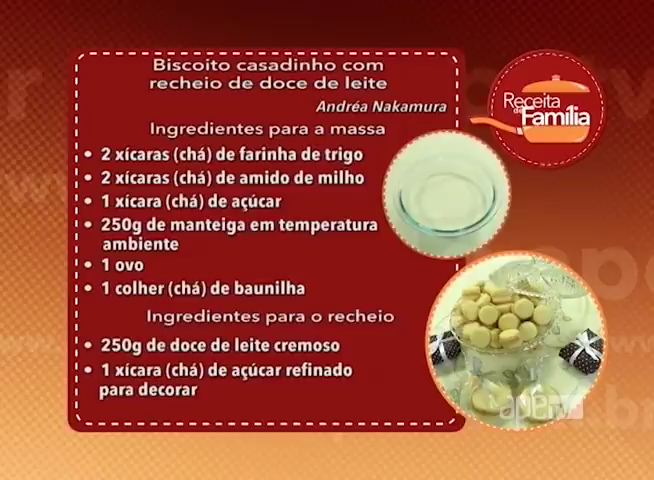 Biscoito casadinho com
recheio de doce de leite
Andréa Nakamura
Receita
da Família
Ingredientes para a massa
• 2 xícaras (chá) de farinha de trigo
• 2 xícaras (chá) de amido de milho
• 1 xícara (chá) de açúcar
• 250g de manteiga em temperatura
ambiente
• 1 ovo
• 1 colher (chá) de baunilha
Ingredientes para o recheio
• 250g de doce de leite cremoso
• 1 xícara (chá) de açúcar refinado
para decorar